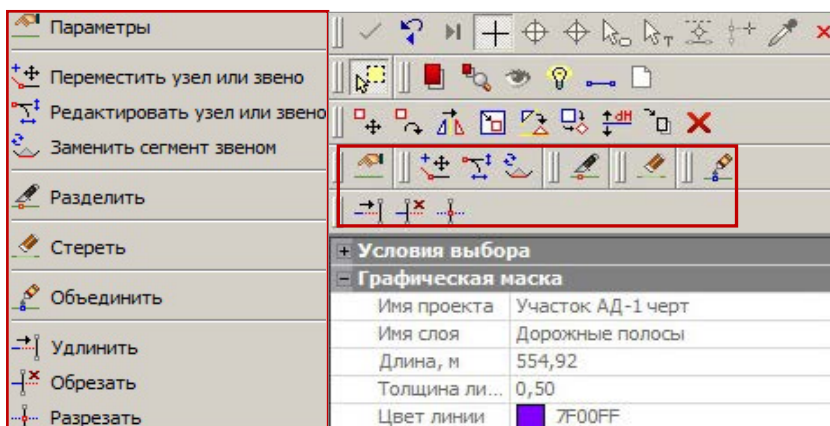 Параметры
Переместить узел или звено
Редактировать узел или звено
Заменить сегмент звеном
Разделить
Стереть
Объединить
Удлинить
Обрезать
Разрезать
T
dH
Условия выбора
Графическая маска
Имя проекта Участок АД-1 черт
Имя слоя Дорожные полосы
Длина, м 554,92
Толщина ли... 0,50
Цвет линии 7F00FF